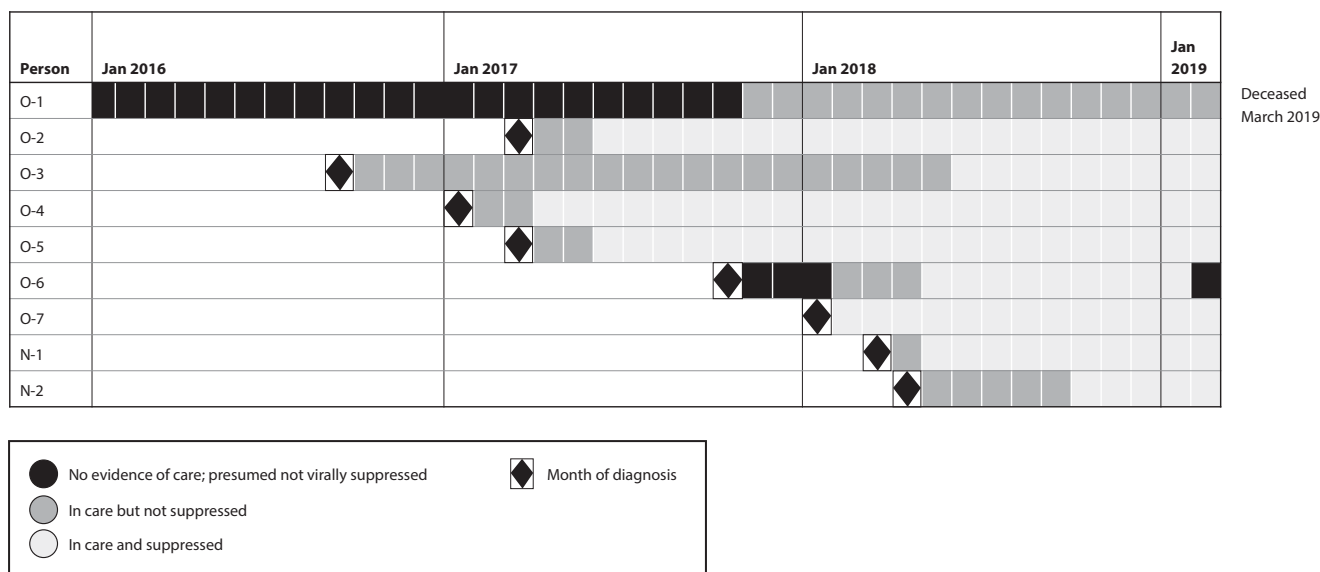 Person Jan 2016 Jan 2017 Jan 2018 Jan
2019
O-1
Deceased
March 2019
O-2
O-3
O-4
O-5
O-6
O-7
N-1
N-2
No evidence of care; presumed not virally suppressed
Month of diagnosis
In care but not suppressed
In care and suppressed